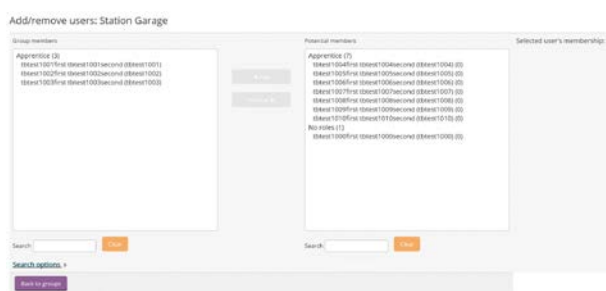 Add/remove users: Station Garage
Group members
Apprentice (3)
tbtest1001first tbtest1001second (tbtest1001)
tbtest1002first tbtest1002second (tbtest1002)
tbtest1003first tbtest1003second (tbtest1003)
Search
Clear
Search options
Back to groups
Potential members
Apprentice (7)
tbtest1004first tbtest1004second (tbtest1004) (0)
tbtest1005first tbtest1005second (tbtest1005) (0)
tbtest1006first tbtest1006second (tbtest1006) (0)
tbtest1007first tbtest1007second (tbtest1007) (0)
tbtest1008first tbtest1008second (tbtest1008) (0)
tbtest1009first tbtest1009second (tbtest1009) (0)
tbtest1010first tbtest1010second (tbtest1010) (0)
No roles (1)
tbtest1000first tbtest1000second (tbtest1000) (0)
Search
Clear
Selected user's membership: